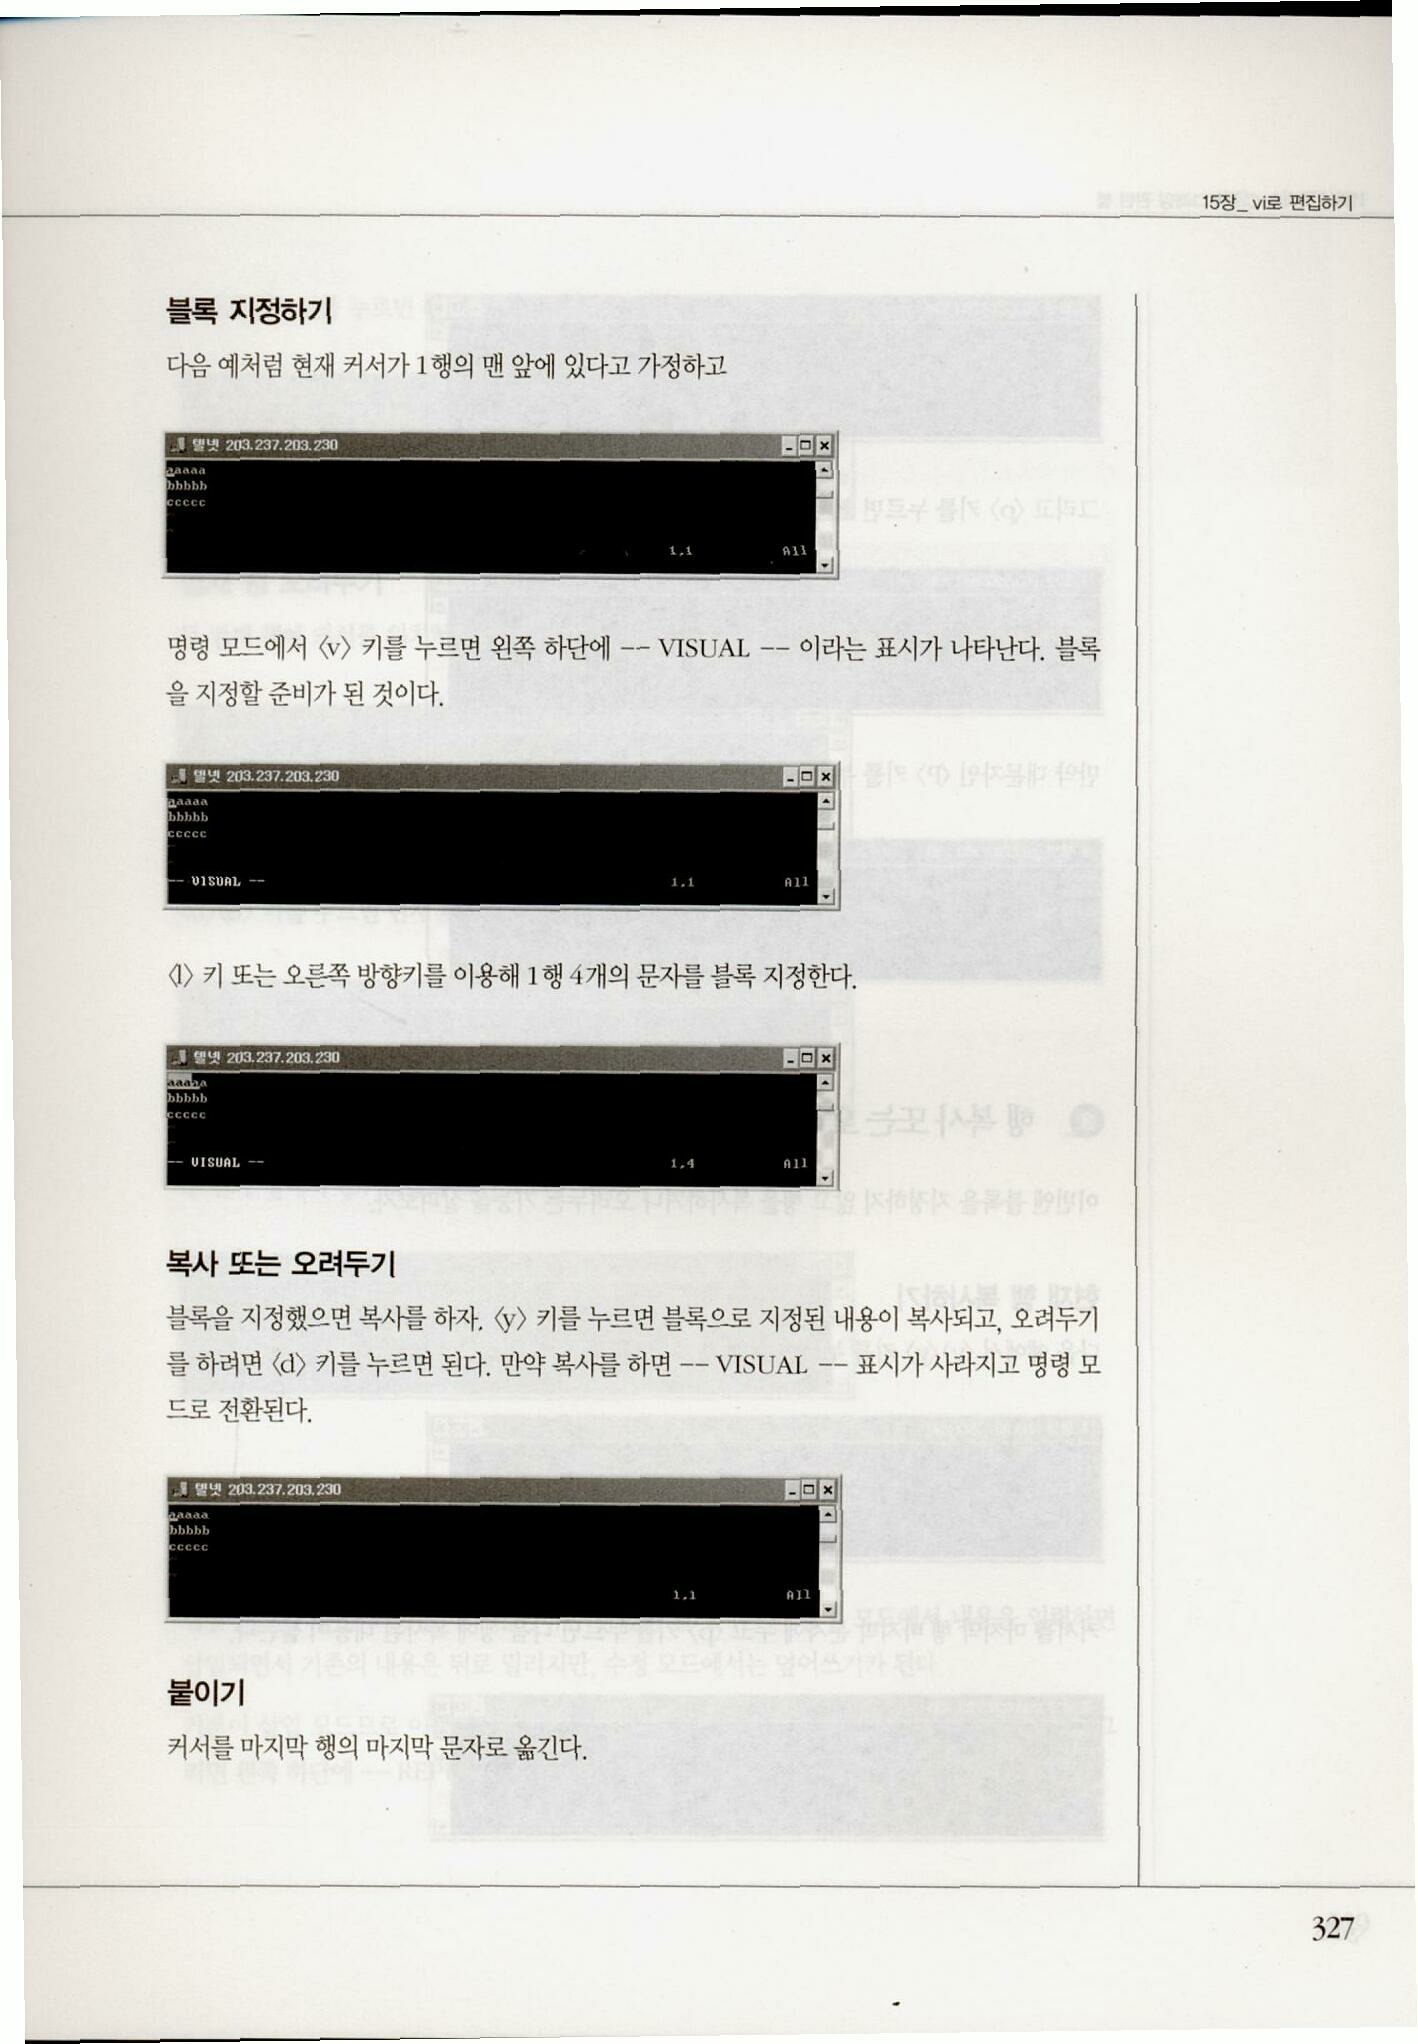 15장_ vi로 편집하기
블록 지정하기
다음 예처럼 현재 커서가 1행의 맨 앞에 있다고 가정하고
텔넷 203.237.203.230
aaaaa
bbbbb
ccccc
1,1 All
명령 모드에서 〈v〉 키를 누르면 왼쪽 하단에 -- VISUAL -- 이라는 표시가 나타난다. 블록
을 지정할 준비가 된 것이다.
텔넷 203.237.203.230
aaaaa
bbbbb
ccccc
-- VISUAL -- 1,1 All
〈l〉 키 또는 오른쪽 방향키를 이용해 1행 4개의 문자를 블록 지정한다.
텔넷 203.237.203.230
aaaaa
bbbbb
ccccc
-- VISUAL -- 1,4 All
복사 또는 오려두기
블록을 지정했으면 복사를 하자. 〈y〉 키를 누르면 블록으로 지정된 내용이 복사되고, 오려두기
를 하려면 〈d〉 키를 누르면 된다. 만약 복사를 하면 -- VISUAL -- 표시가 사라지고 명령 모
드로 전환된다.
텔넷 203.237.203.230
aaaaa
bbbbb
ccccc
1,1 All
붙이기
커서를 마지막 행의 마지막 문자로 옮긴다.
327